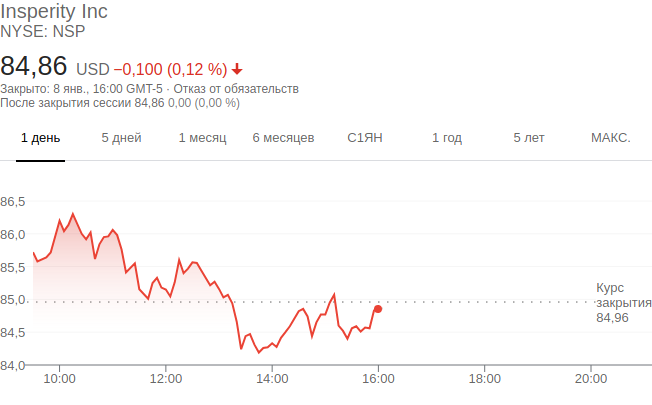 Insperity Inc
NYSE: NSP
84,86 USD −0,100 (0,12 %)
Закрыто: 8 янв., 16:00 GMT-5 · Отказ от обязательств
После закрытия сессии 84,86 0,00 (0,00 %)
1 день 5 дней 1 месяц 6 месяцев С1ЯН 1 год 5 лет МАКС.
86,5
86,0
85,5
85,0
84,5
84,0
Курс
закрытия
84,96
10:00 12:00 14:00 16:00 18:00 20:00